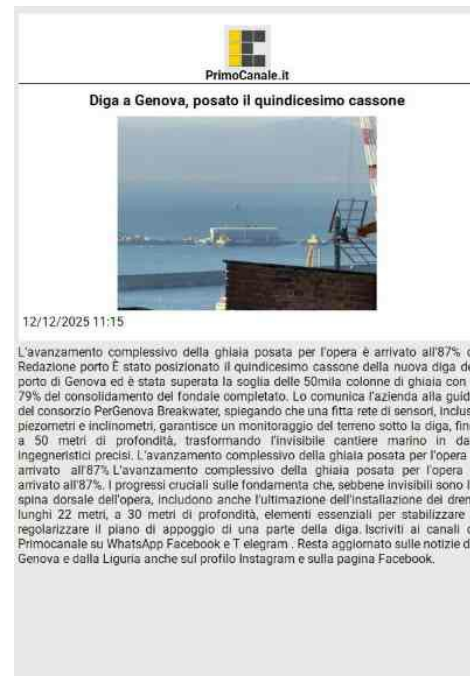 PrimoCanale.it
Diga a Genova, posato il quindicesimo cassone
12/12/2025 11:15
L'avanzamento complessivo della ghiaia posata per l'opera è arrivato all'87%
Redazione porto È stato posizionato il quindicesimo cassone della nuova diga
porto di Genova ed è stata superata la soglia delle 50mila colonne di ghiaia con
79% del consolidamento del fondale completato. Lo comunica l'azienda alla guid
del consorzio PerGenova Breakwater, spiegando che una fitta rete di sensori, inclus
piezometri e inclinometri, garantisce un monitoraggio del terreno sotto la diga, fin
a 50 metri di profondità, trasformando l'invisibile cantiere marino in da
ingegneristici precisi. L'avanzamento complessivo della ghiaia posata per l'opera
arrivato all'87% L'avanzamento complessivo della ghiaia posata per l'opera
arrivato all'87%. I progressi cruciali sulle fondamenta che, sebbene invisibili sono l
spina dorsale dell'opera, includono anche l'ultimazione dell'installazione dei dren
lunghi 22 metri, a 30 metri di profondità, elementi essenziali per stabilizzare
regolarizzare il piano di appoggio di una parte della diga. Iscriviti ai canali d
Primocanale su WhatsApp Facebook e T elegram . Resta aggiornato sulle notizie d
Genova e dalla Liguria anche sul profilo Instagram e sulla pagina Facebook.